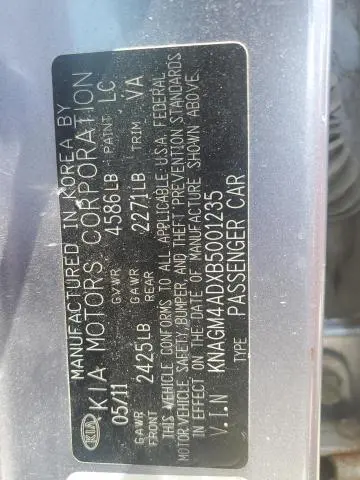 MANUFACTURED IN KOREA BY
KIA KIA MOTORS CORPORATION
05/11 GVWR 4586LB PAINT LC
GAWR FRONT 2425LB GAWR REAR 2271LB TRIM VA
THIS VEHICLE CONFORMS TO ALL APPLICABLE U.S.A. FEDERAL
MOTOR VEHICLE SAFETY, BUMPER, AND THEFT PREVENTION STANDARDS
IN EFFECT ON THE DATE OF MANUFACTURE SHOWN ABOVE.
V.I.N KNAGM4ADXB5001235
TYPE PASSENGER CAR